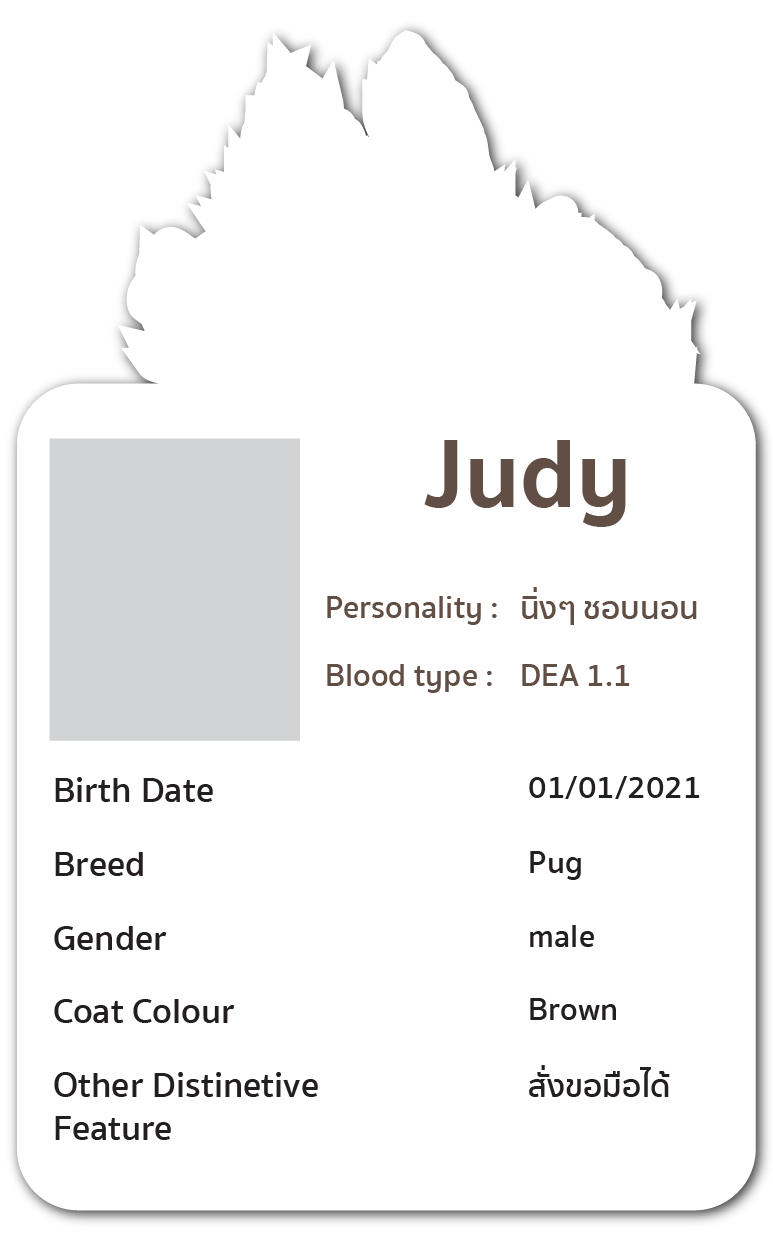 Judy
Personality : นิ่งๆ ชอบนอน
Blood type : DEA 1.1
Birth Date 01/01/2021
Breed Pug
Gender male
Coat Colour Brown
Other Distinetive สั่งขอมือได้
Feature